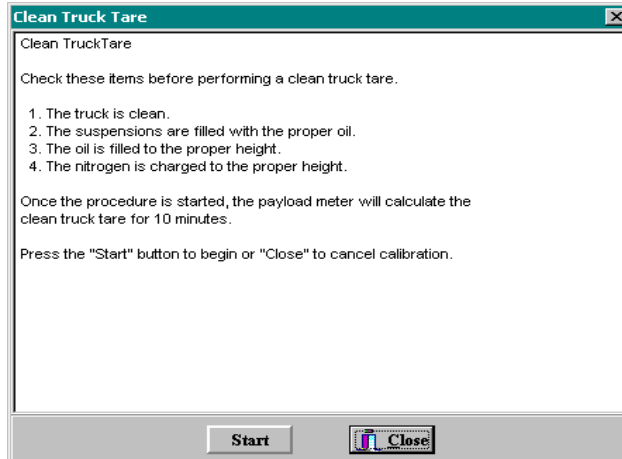 Clean Truck Tare
Clean TruckTare
Check these items before performing a clean truck tare.
1. The truck is clean.
2. The suspensions are filled with the proper oil.
3. The oil is filled to the proper height.
4. The nitrogen is charged to the proper height.
Once the procedure is started, the payload meter will calculate the
clean truck tare for 10 minutes.
Press the "Start" button to begin or "Close" to cancel calibration.
Start
Close